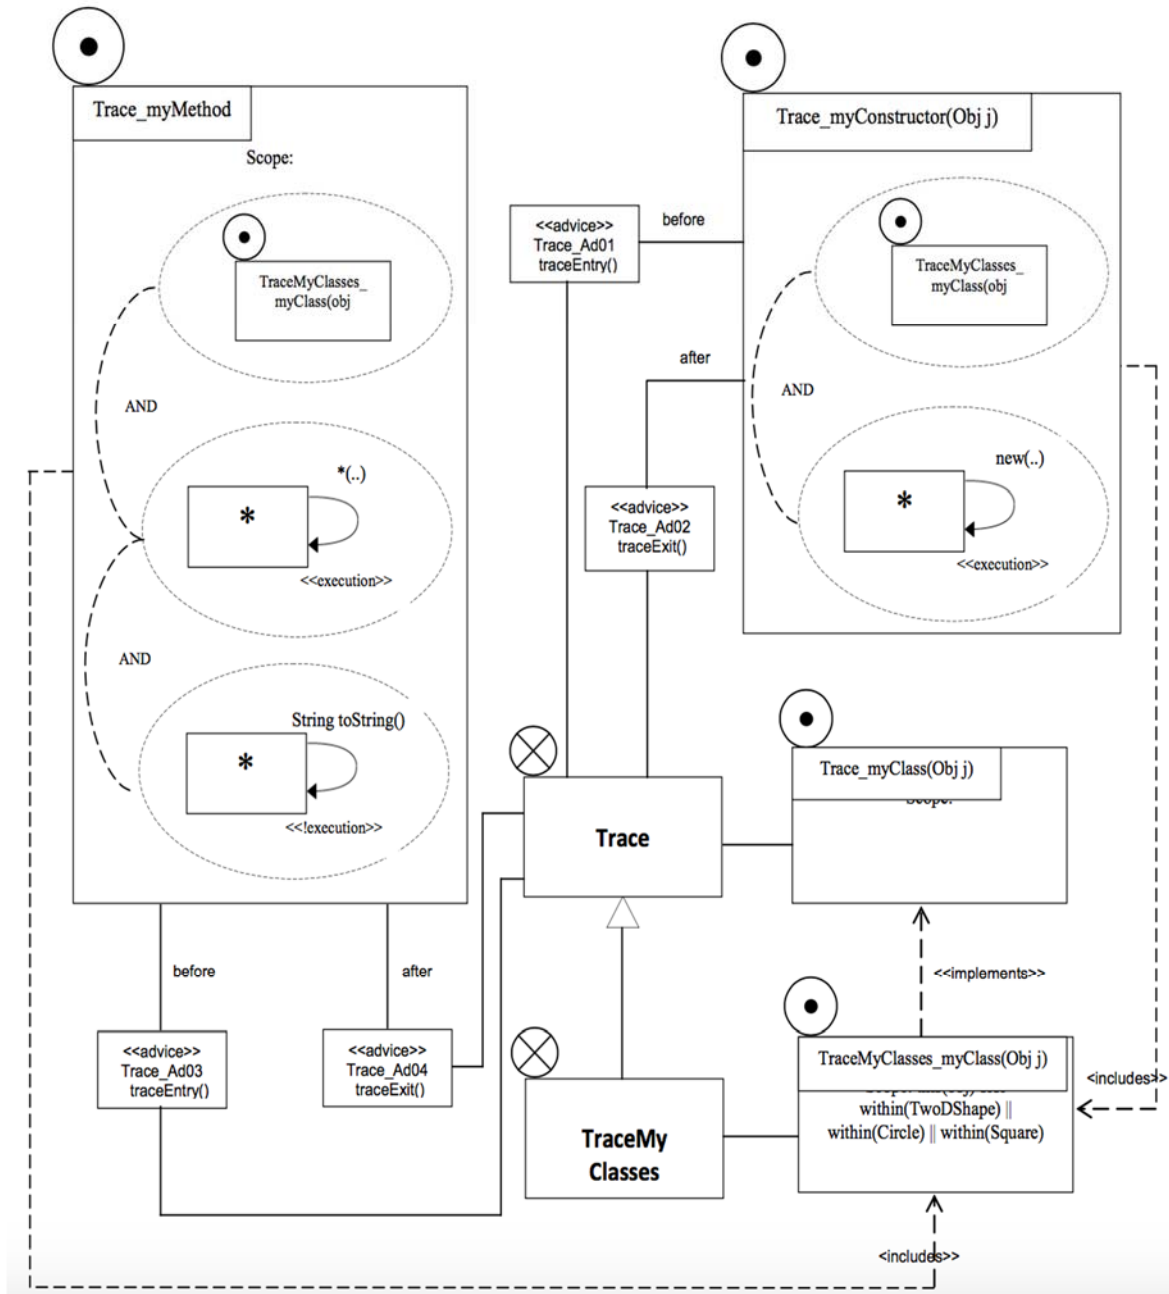 Trace_myMethod
Scope:
TraceMyClasses_
myClass(obj
AND
*(..)
*
<<execution>>
AND
String toString()
*
<<!execution>>
before
after
<<advice>>
Trace_Ad03
traceEntry()
<<advice>>
Trace_Ad04
traceExit()
Trace_myConstructor(Obj j)
<<advice>>
Trace_Ad01
traceEntry()
before
TraceMyClasses_
myClass(obj
after
AND
new(..)
*
<<execution>>
<<advice>>
Trace_Ad02
traceExit()
Trace
Trace_myClass(Obj j)
Scope:
<<implements>>
TraceMy
Classes
TraceMyClasses_myClass(Obj j)
within(TwoDShape) ||
within(Circle) || within(Square)
<includes>>
<includes>>